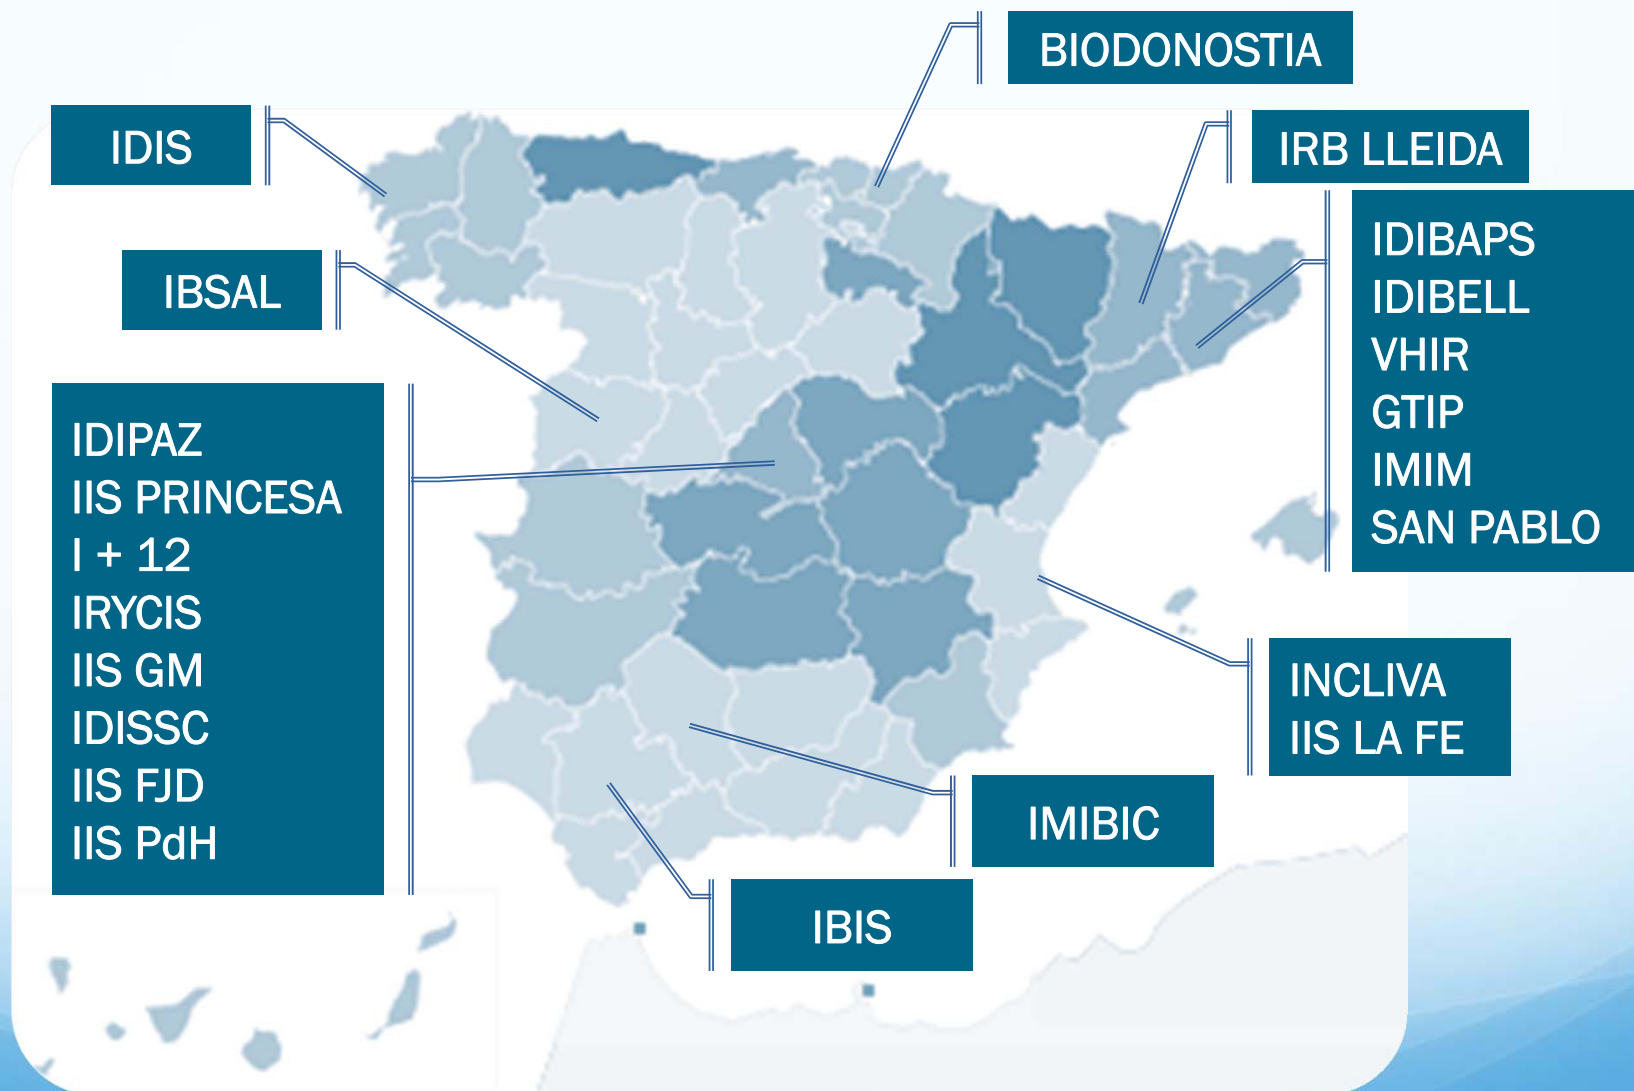 BIODONOSTIA
IDIS
IRB LLEIDA
IDIBAPS
IDIBELL
VHIR
GTIP
IMIM
SAN PABLO
IBSAL
IDIPAZ
IIS PRINCESA
I + 12
IRYCIS
IIS GM
IDISSC
IIS FJD
IIS PdH
INCLIVA
IIS LA FE
IMIBIC
IBIS